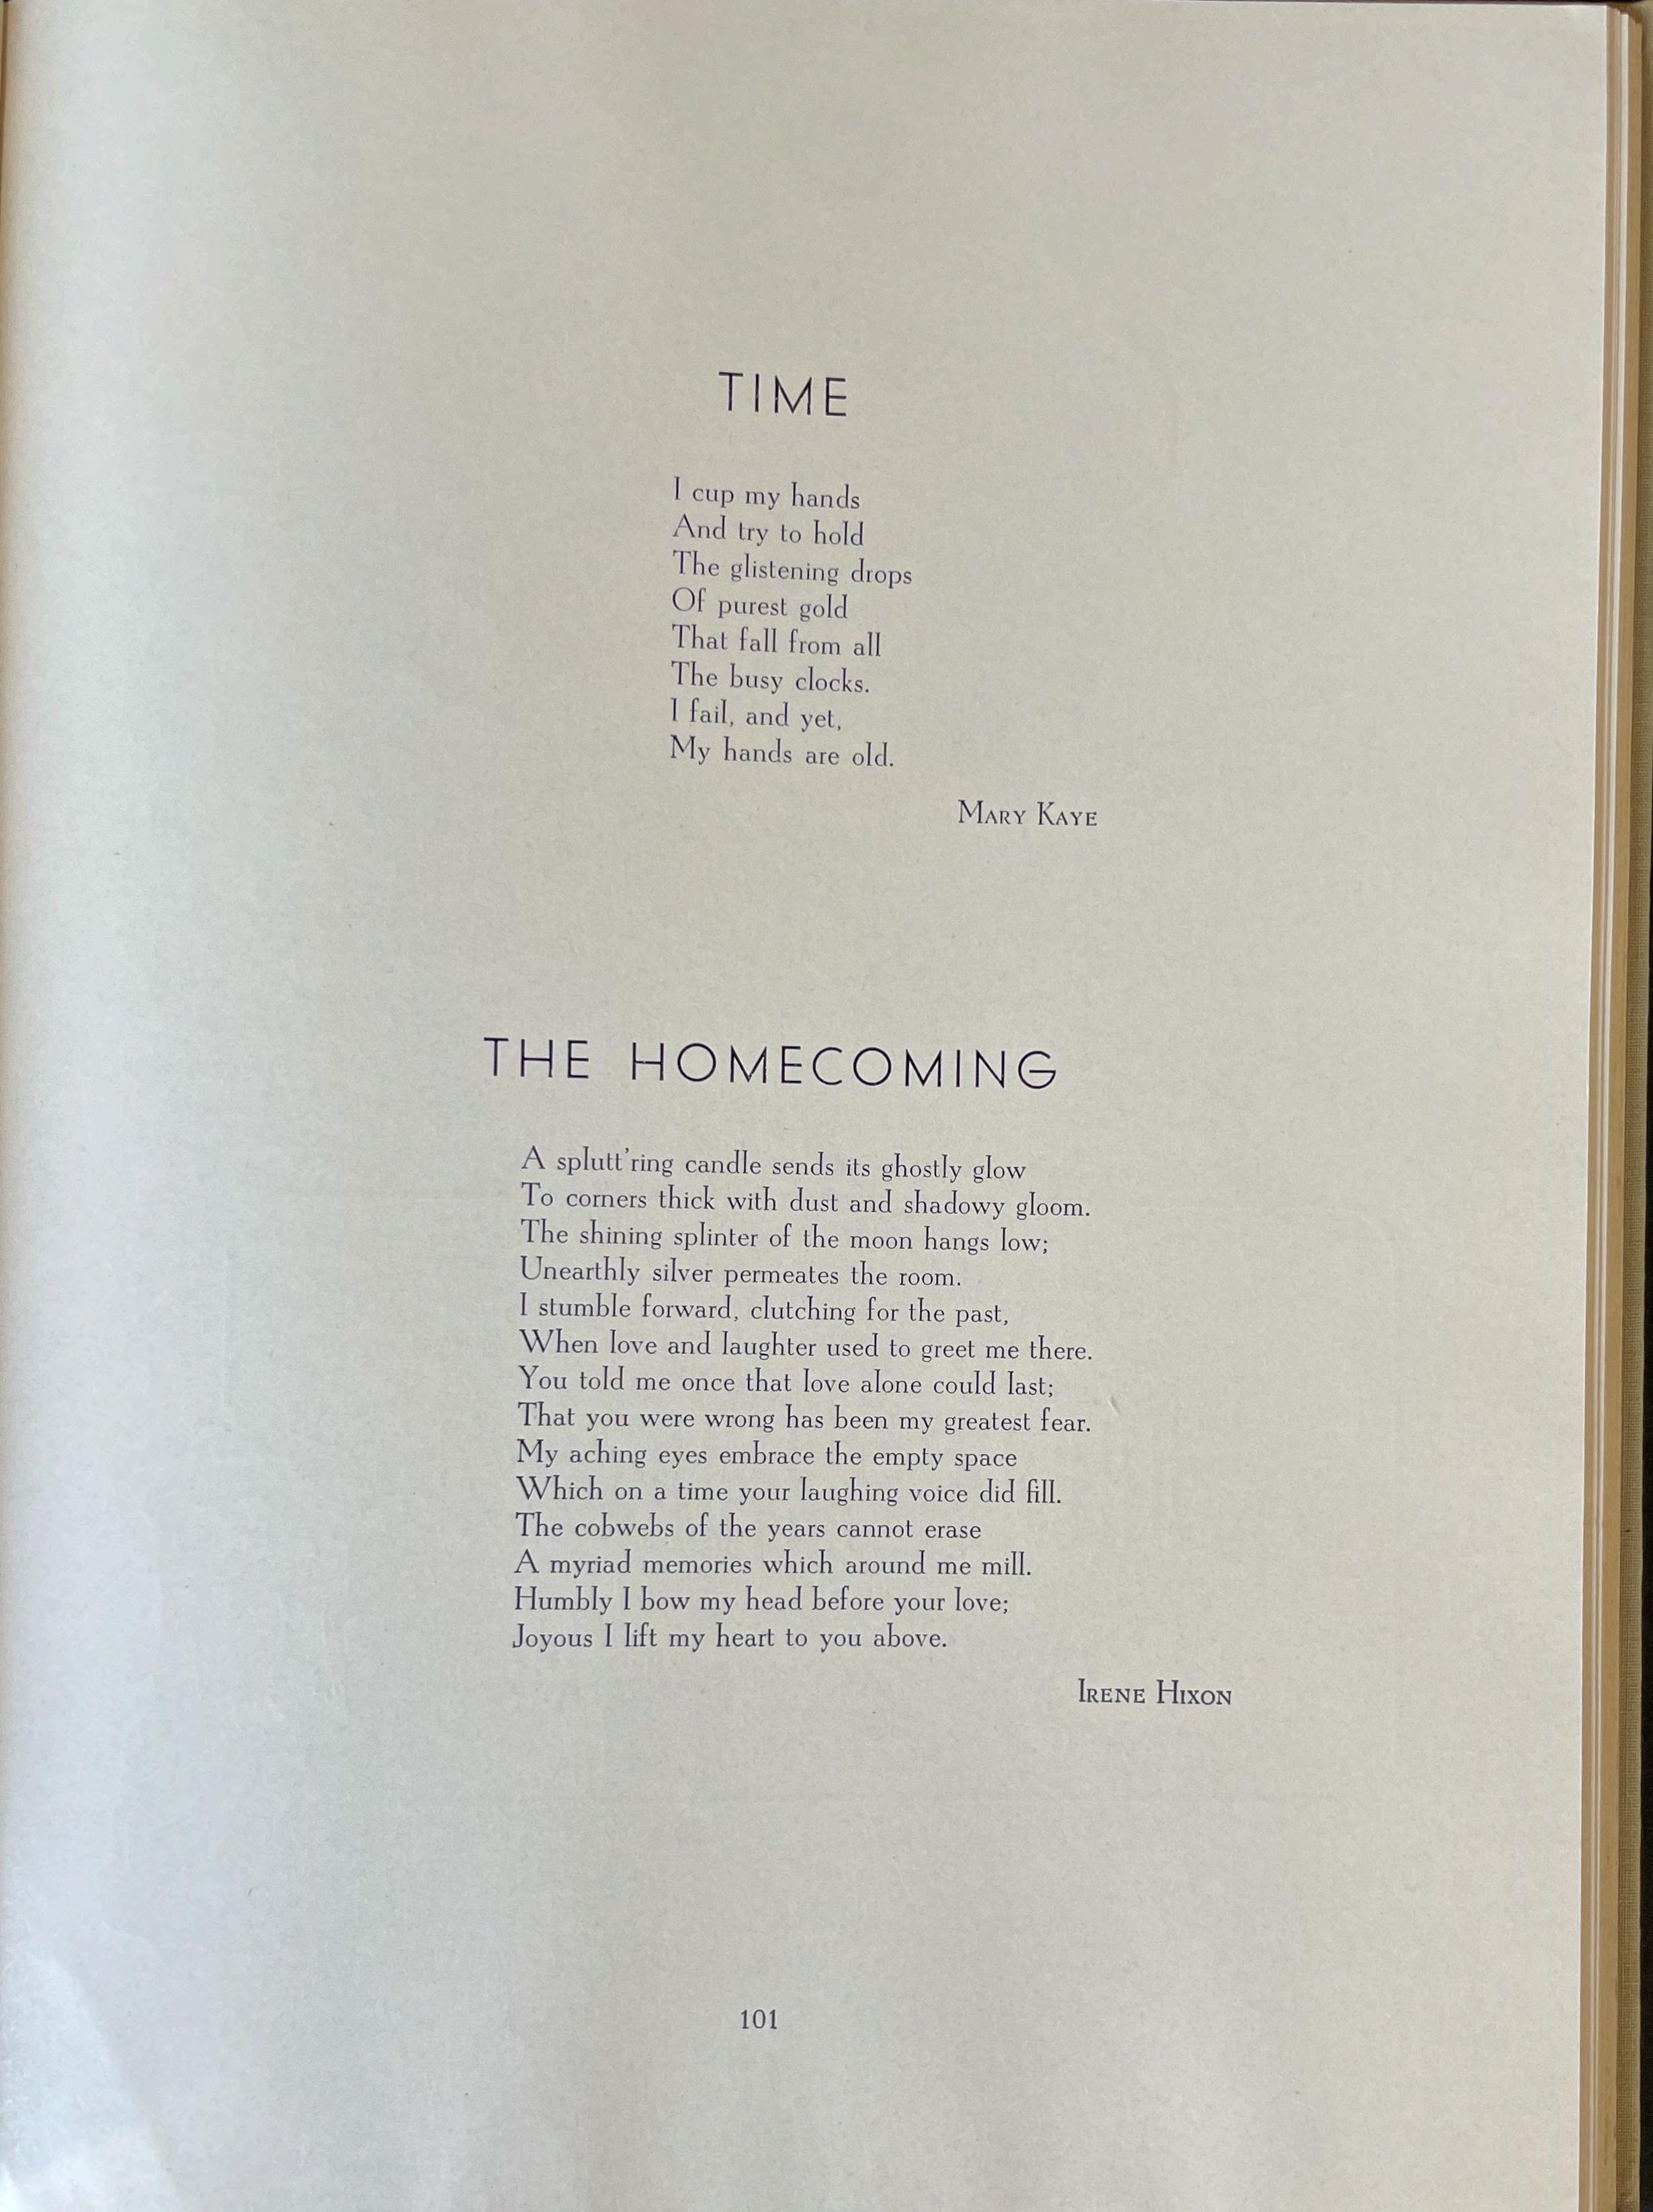 TIME
I cup my hands
And try to hold
The glistening drops
Of purest gold
That fall from all
The busy clocks.
I fail, and yet,
My hands are old.
Mary Kaye
THE HOMECOMING
A splutt'ring candle sends its ghostly glow
To corners thick with dust and shadowy gloom.
The shining splinter of the moon hangs low;
Unearthly silver permeates the room.
I stumble forward, clutching for the past,
When love and laughter used to greet me there.
You told me once that love alone could last;
That you were wrong has been my greatest fear.
My aching eyes embrace the empty space
Which on a time your laughing voice did fill.
The cobwebs of the years cannot erase
A myriad memories which around me mill.
Humbly I bow my head before your love;
Joyous I lift my heart to you above.
Irene Hixon
101